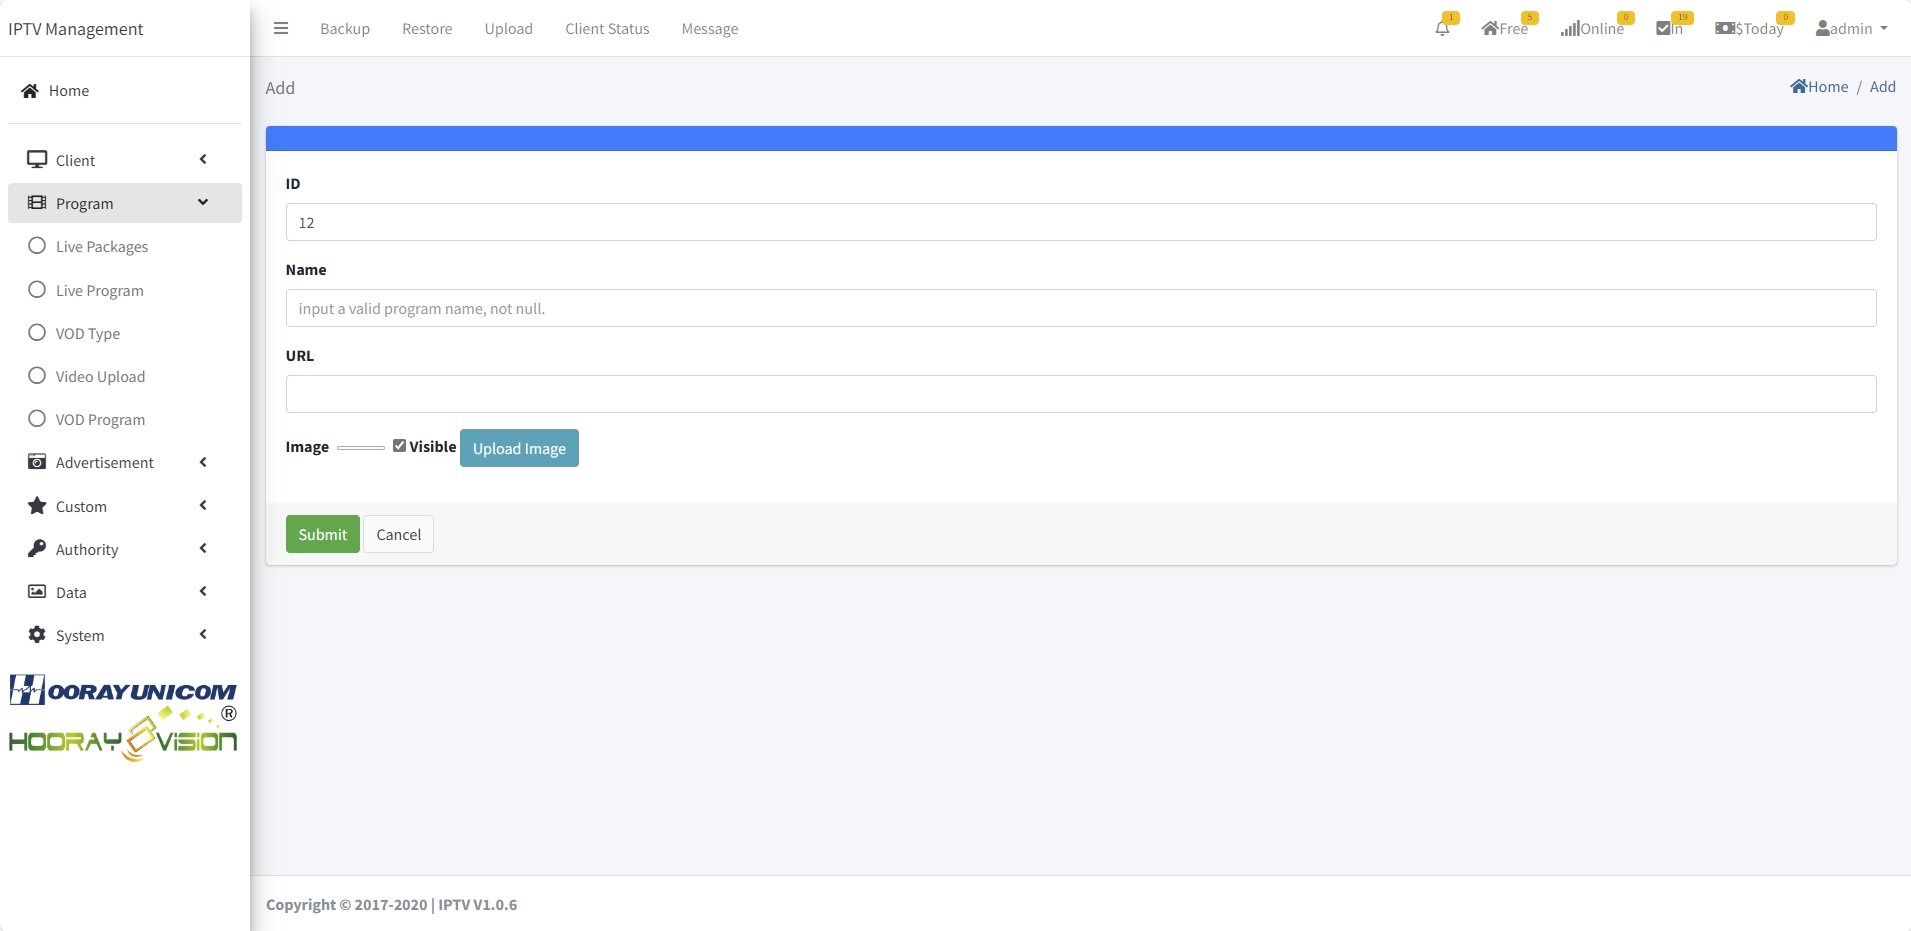 IPTV Management
Backup Restore Upload Client Status Message
1 Free 5 Online 0 In 19 $Today 0 admin
Home
Add
Home / Add
Client
Program
Live Packages
Live Program
VOD Type
Video Upload
VOD Program
Advertisement
Custom
Authority
Data
System
HOORAYUNICOM
HOORAY VISION ®
ID
12
Name
input a valid program name, not null.
URL
Image Visible Upload Image
Submit Cancel
Copyright © 2017-2020 | IPTV V1.0.6